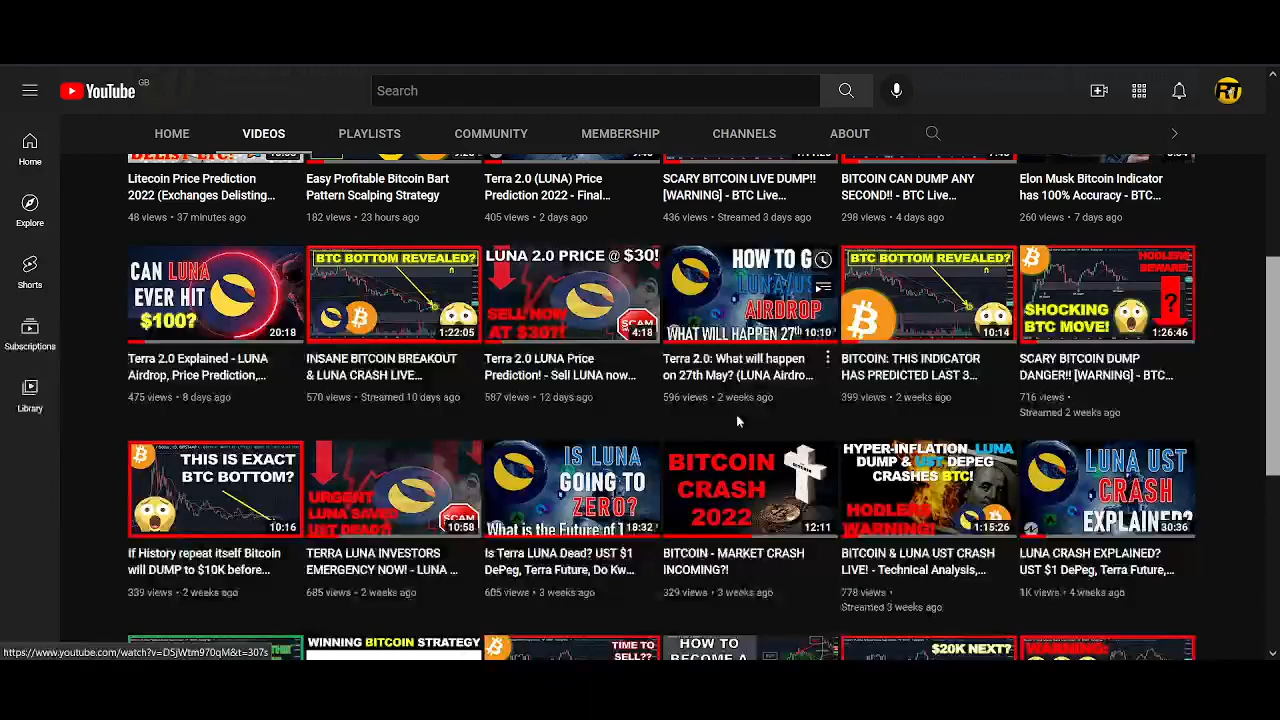 YouTube GB
Search
RT
HOME VIDEOS PLAYLISTS COMMUNITY MEMBERSHIP CHANNELS ABOUT
Home
Explore
Shorts
Subscriptions
Library
Litecoin Price Prediction
2022 (Exchanges Delisting...
48 views • 37 minutes ago
Easy Profitable Bitcoin Bart
Pattern Scalping Strategy
182 views • 23 hours ago
Terra 2.0 (LUNA) Price
Prediction 2022 - Final...
405 views • 2 days ago
SCARY BITCOIN LIVE DUMP!!
[WARNING] - BTC Live...
436 views • Streamed 3 days ago
BITCOIN CAN DUMP ANY
SECOND!! - BTC Live...
298 views • 4 days ago
Elon Musk Bitcoin Indicator
has 100% Accuracy - BTC...
260 views • 7 days ago
CAN LUNA
EVER HIT
$100?
20:18
Terra 2.0 Explained - LUNA
Airdrop, Price Prediction,...
475 views • 8 days ago
BTC BOTTOM REVEALED?
1:22:05
INSANE BITCOIN BREAKOUT
& LUNA CRASH LIVE...
570 views • Streamed 10 days ago
LUNA 2.0 PRICE @ $30!
SELL NOW
AT $30?!
SCAM
4:18
Terra 2.0 LUNA Price
Prediction! - Sell LUNA now...
587 views • 12 days ago
HOW TO G
LUNA/US
AIRDROP
WHAT WILL HAPPEN 27th
10:10
Terra 2.0: What will happen
on 27th May? (LUNA Airdro...
596 views • 2 weeks ago
BTC BOTTOM REVEALED?
10:14
BITCOIN: THIS INDICATOR
HAS PREDICTED LAST 3...
399 views • 2 weeks ago
HODLERS
BEWARE!
?
SHOCKING
BTC MOVE!
1:26:46
SCARY BITCOIN DUMP
DANGER!! [WARNING] - BTC...
716 views •
Streamed 2 weeks ago
THIS IS EXACT
BTC BOTTOM?
10:16
If History repeat itself Bitcoin
will DUMP to $10K before...
339 views • 2 weeks ago
URGENT
LUNA SAVED
UST DEAD?!
SCAM
10:58
TERRA LUNA INVESTORS
EMERGENCY NOW! - LUNA ...
685 views • 2 weeks ago
IS LUNA
GOING TO
ZERO?
What is the Future of T
18:32
Is Terra LUNA Dead? UST $1
DePeg, Terra Future, Do Kw...
605 views • 3 weeks ago
BITCOIN
CRASH
2022
12:11
BITCOIN - MARKET CRASH
INCOMING?!
329 views • 3 weeks ago
HYPER-INFLATION LUNA
DUMP & UST DEPEG
CRASHES BTC!
HODLERS
WARNING!
1:15:26
BITCOIN & LUNA UST CRASH
LIVE! - Technical Analysis,...
778 views •
Streamed 3 weeks ago
LUNA UST
CRASH
EXPLAINED?
30:36
LUNA CRASH EXPLAINED?
UST $1 DePeg, Terra Future,...
1K views • 4 weeks ago
https://www.youtube.com/watch?v=DSjWtm970qM&t=307s
WINNING BITCOIN STRATEGY
TIME TO
SELL??
HOW TO
BECOME A
$20K NEXT?
WARNING: